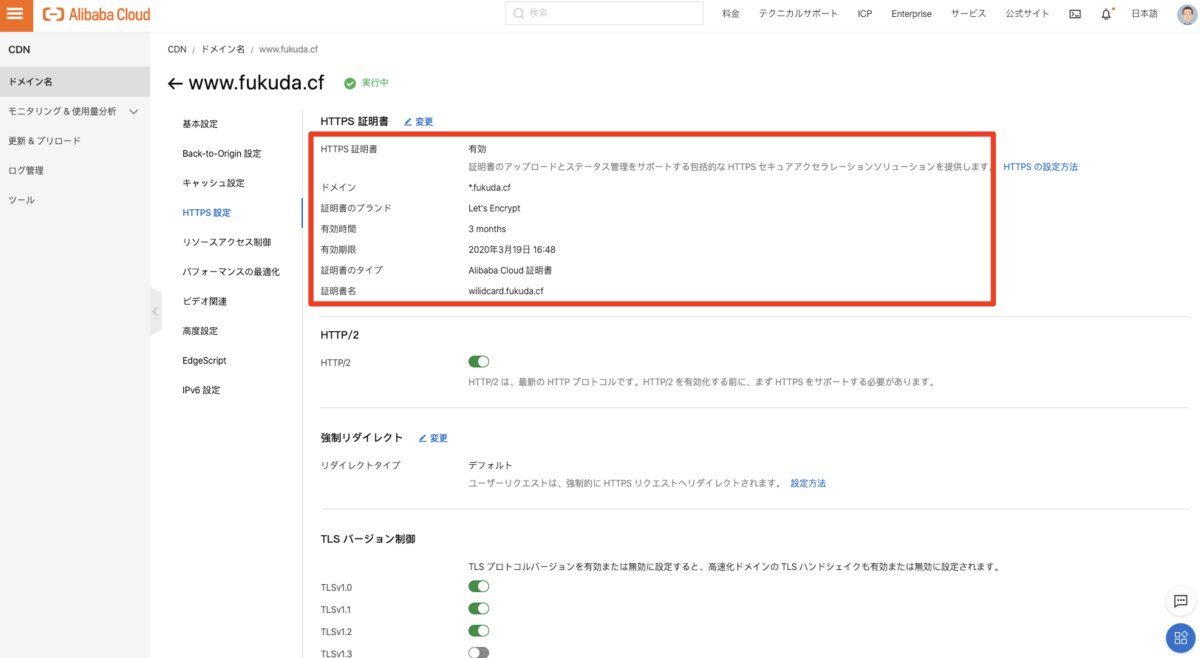 Alibaba Cloud
検索
料金 テクニカルサポート ICP Enterprise サービス 公式サイト 日本語
CDN
ドメイン名
モニタリング & 使用量分析
更新 & プリロード
ログ管理
ツール
CDN / ドメイン名 / www.fukuda.cf
www.fukuda.cf 実行中
基本設定
Back-to-Origin 設定
キャッシュ設定
HTTPS 設定
リソースアクセス制御
パフォーマンスの最適化
ビデオ関連
高度設定
EdgeScript
IPv6 設定
HTTPS 証明書 変更
HTTPS 証明書 有効
証明書のアップロードとステータス管理をサポートする包括的な HTTPS セキュアアクセラレーションソリューションを提供します。 HTTPS の設定方法
ドメイン *.fukuda.cf
証明書のブランド Let's Encrypt
有効時間 3 months
有効期限 2020年3月19日 16:48
証明書のタイプ Alibaba Cloud 証明書
証明書名 wilidcard.fukuda.cf
HTTP/2
HTTP/2
HTTP/2 は、最新の HTTP プロトコルです。HTTP/2 を有効化する前に、まず HTTPS をサポートする必要があります。
強制リダイレクト 変更
リダイレクトタイプ デフォルト
ユーザーリクエストは、強制的に HTTPS リクエストへリダイレクトされます。 設定方法
TLS バージョン制御
TLS プロトコルバージョンを有効または無効に設定すると、高速化ドメインの TLS ハンドシェイクも有効または無効に設定されます。
TLSv1.0
TLSv1.1
TLSv1.2
TLSv1.3